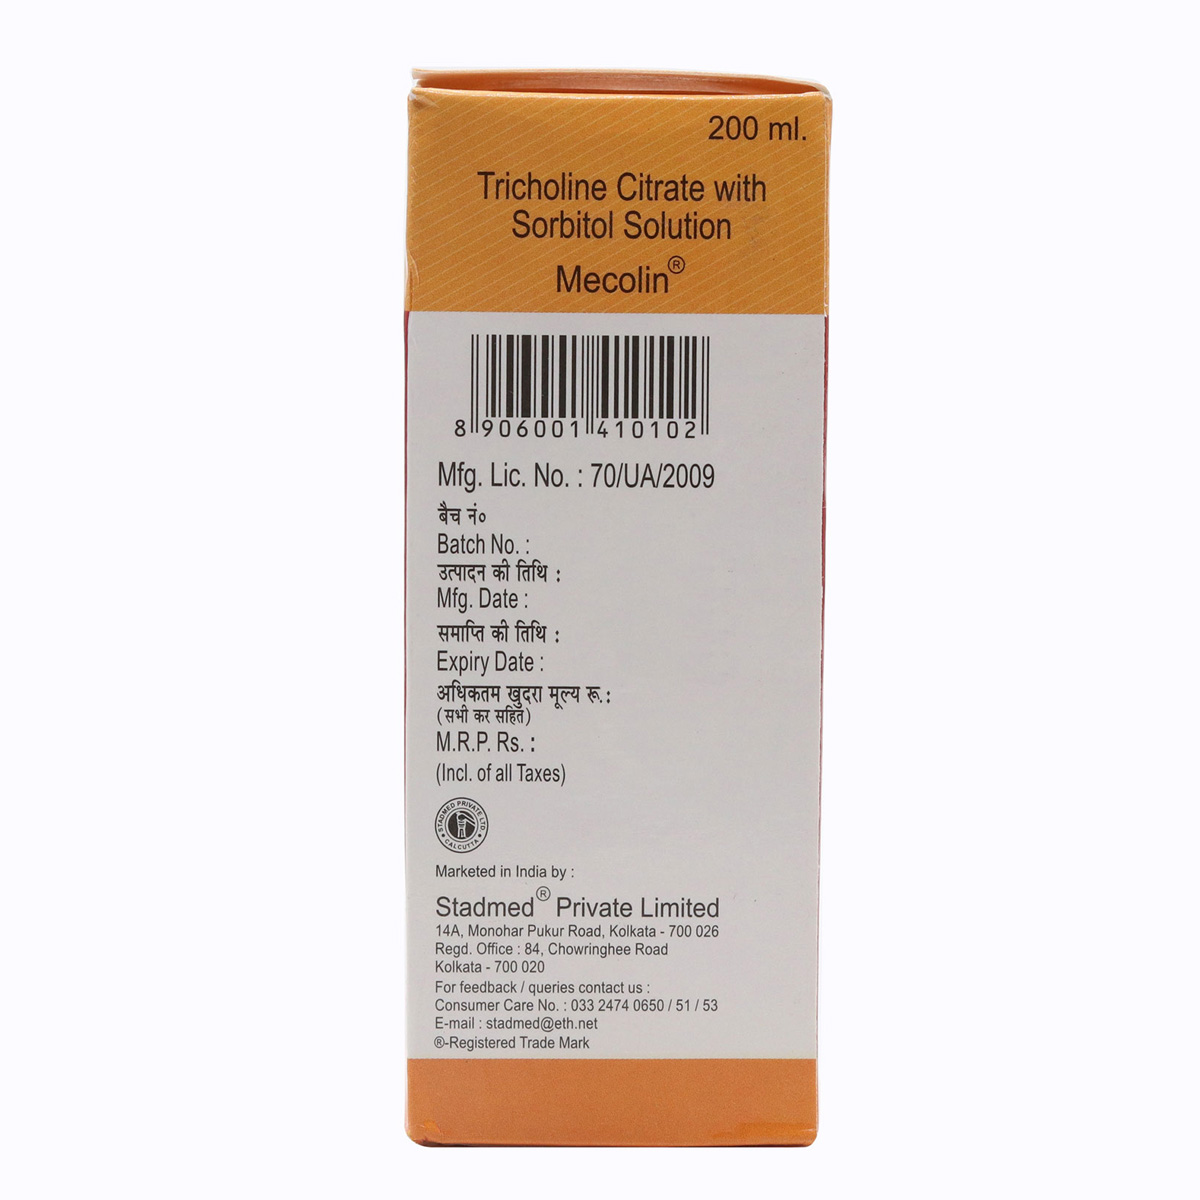 200 ml.
Tricholine Citrate with
Sorbitol Solution
Mecolin®
8 906001 410102
Mfg. Lic. No. : 70/UA/2009
बैच नं०
Batch No. :
उत्पादन की तिथि :
Mfg. Date :
समाप्ति की तिथि :
Expiry Date :
अधिकतम खुदरा मूल्य रू.:
(सभी कर सहित)
M.R.P. Rs. :
(Incl. of all Taxes)
STADMED PRIVATE LTD.
CALCUTTA
Marketed in India by :
Stadmed® Private Limited
14A, Monohar Pukur Road, Kolkata - 700 026
Regd. Office : 84, Chowringhee Road
Kolkata - 700 020
For feedback / queries contact us :
Consumer Care No. : 033 2474 0650 / 51 / 53
E-mail : stadmed@eth.net
®-Registered Trade Mark